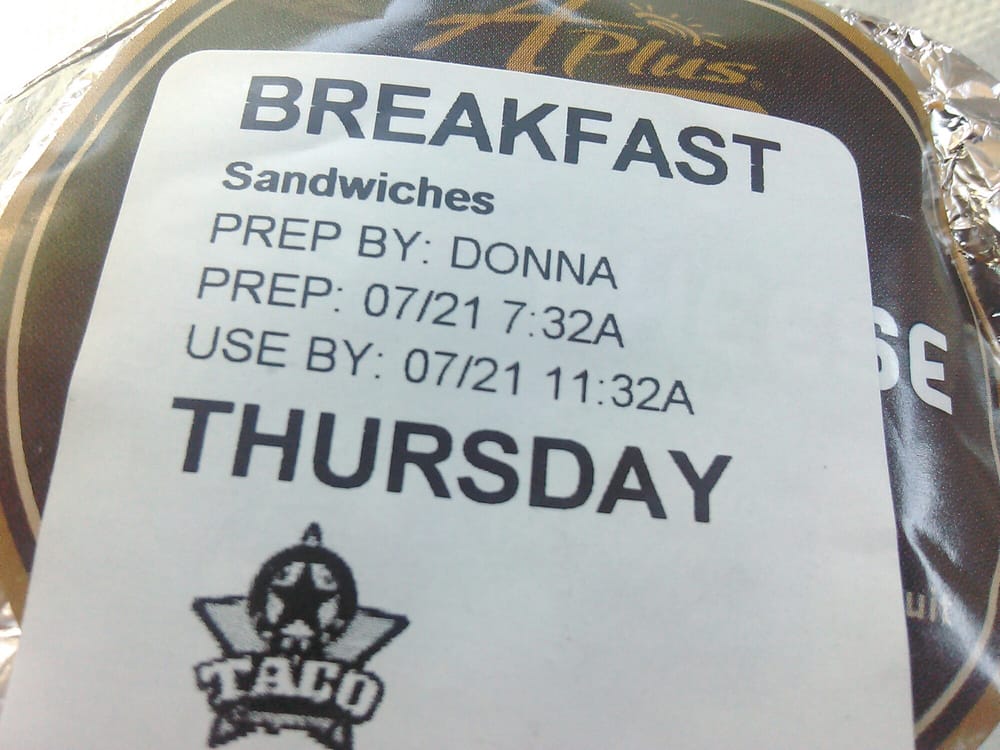 APlus
BREAKFAST
Sandwiches
PREP BY: DONNA
PREP: 07/21 7:32A
USE BY: 07/21 11:32A
THURSDAY
TACO